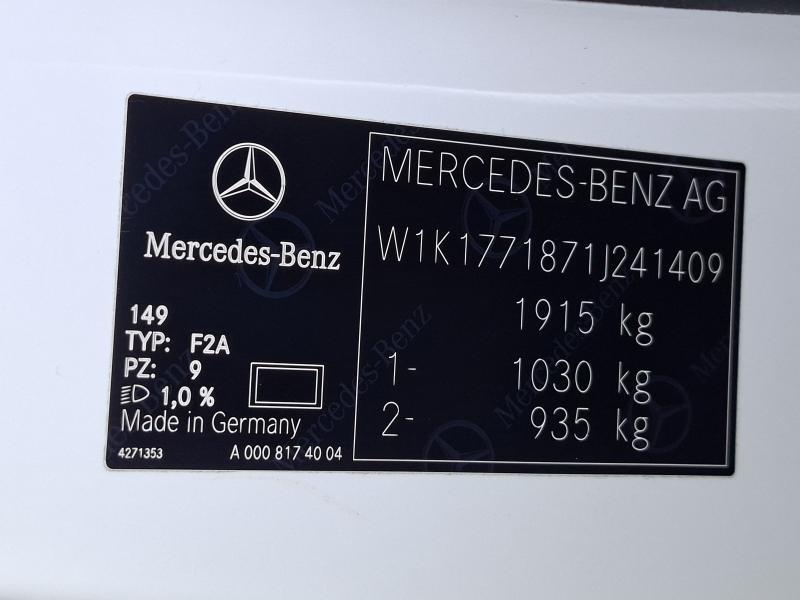 Mercedes-Benz
149
TYP: F2A
PZ: 9
1,0 %
Made in Germany
4271353 A 000 817 40 04
MERCEDES-BENZ AG
W1K1771871J241409
1915 kg
1- 1030 kg
2- 935 kg